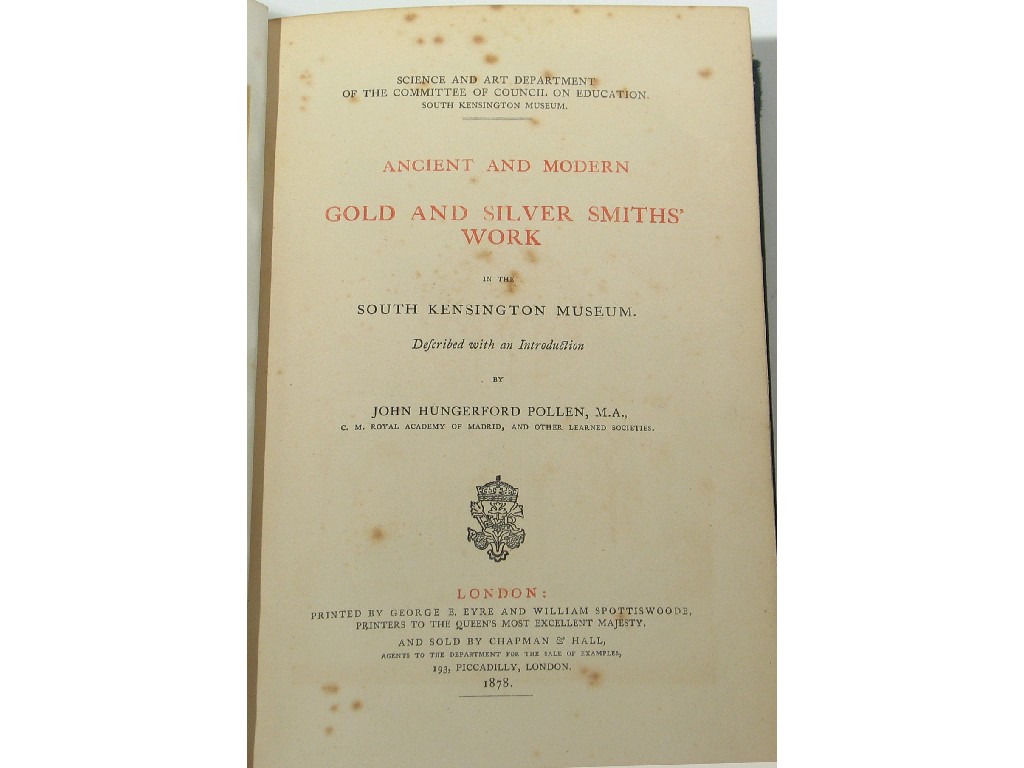 SCIENCE AND ART DEPARTMENT
OF THE COMMITTEE OF COUNCIL ON EDUCATION.
SOUTH KENSINGTON MUSEUM.
ANCIENT AND MODERN
GOLD AND SILVER SMITHS'
WORK
IN THE
SOUTH KENSINGTON MUSEUM.
Deſcribed with an Introduction
BY
JOHN HUNGERFORD POLLEN, M.A.,
C. M. ROYAL ACADEMY OF MADRID, AND OTHER LEARNED SOCIETIES.
VR
LONDON:
PRINTED BY GEORGE E. EYRE AND WILLIAM SPOTTISWOODE,
PRINTERS TO THE QUEEN'S MOST EXCELLENT MAJESTY.
AND SOLD BY CHAPMAN & HALL,
AGENTS TO THE DEPARTMENT FOR THE SALE OF EXAMPLES,
193, PICCADILLY, LONDON.
1878.